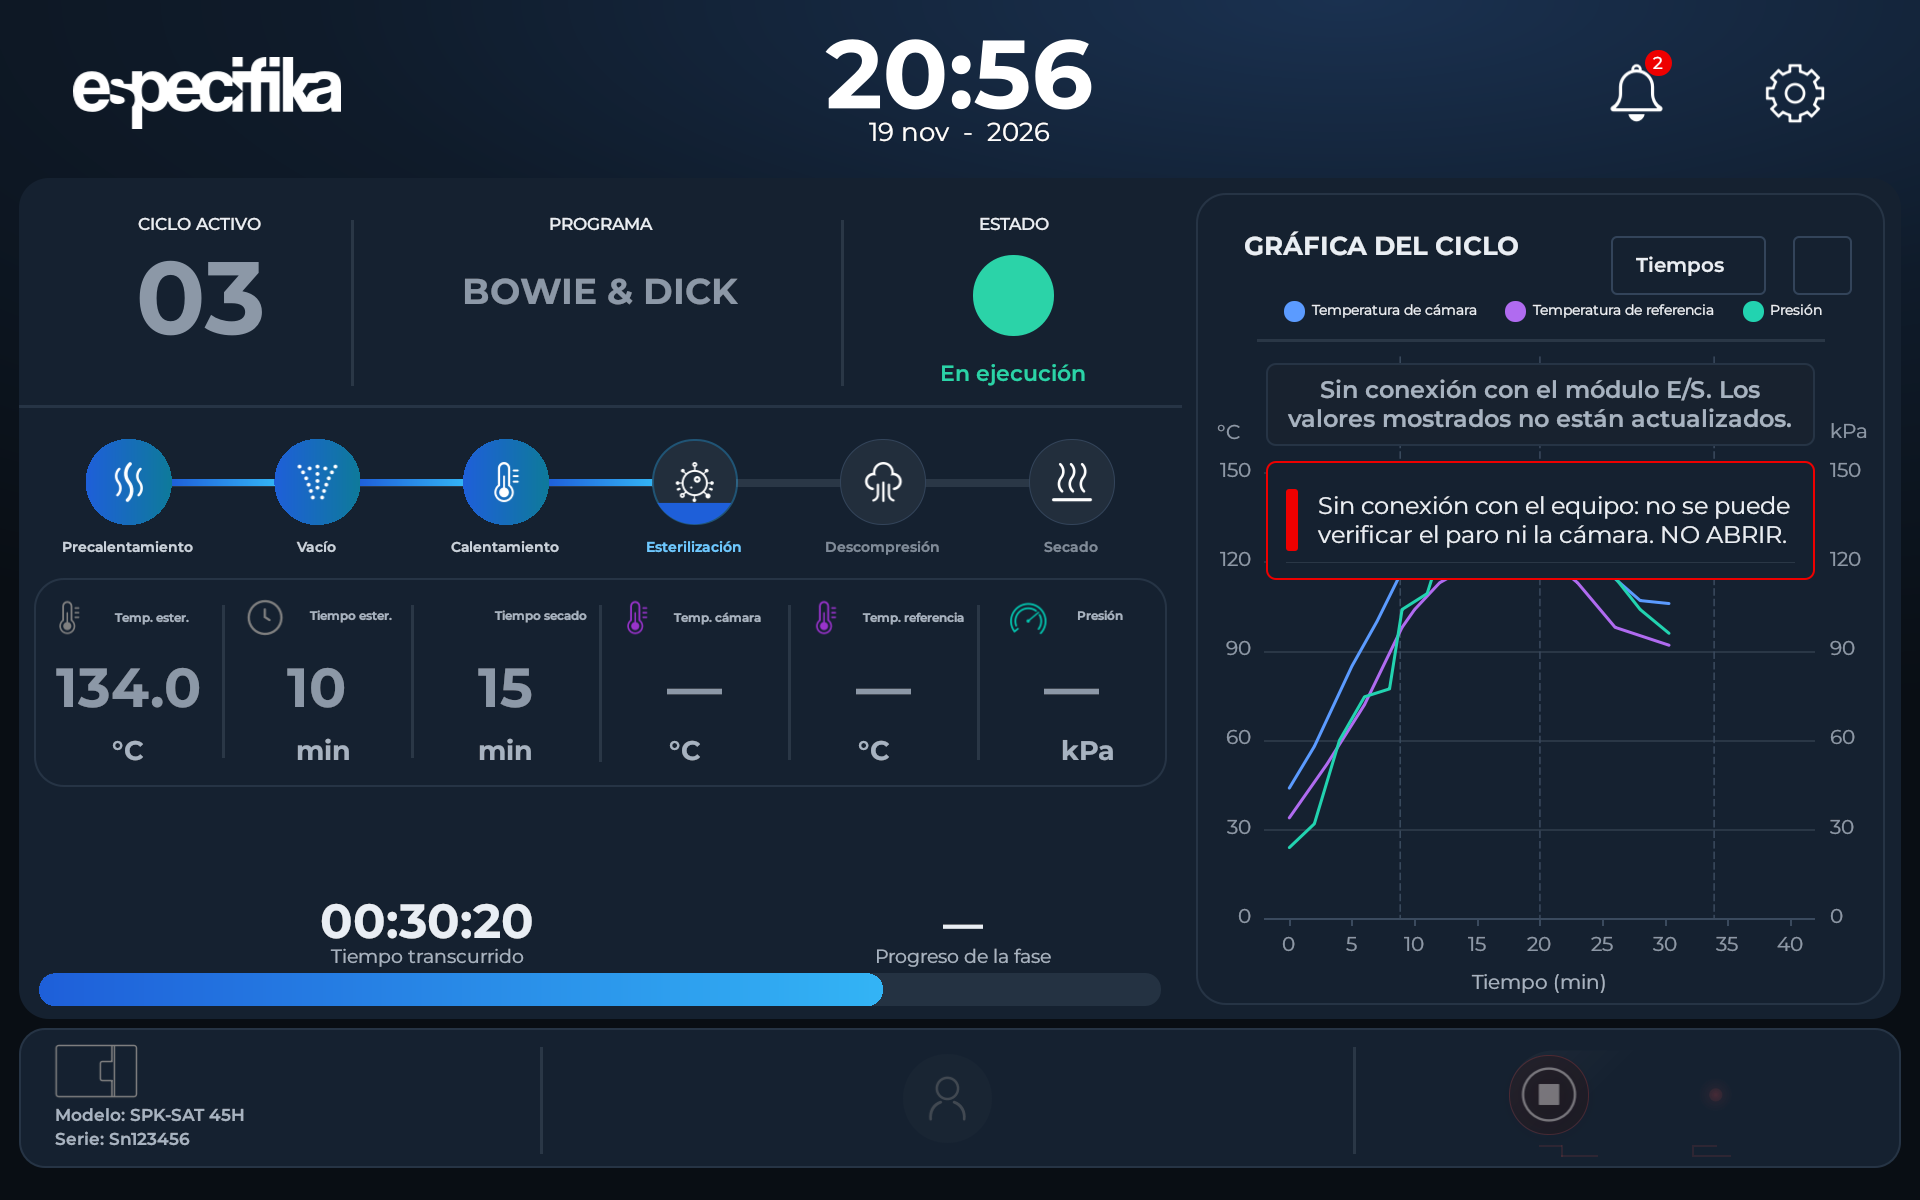 especifika
20:56
19 nov - 2026
2
CICLO ACTIVO
03
PROGRAMA
BOWIE & DICK
ESTADO
En ejecución
Precalentamiento
Vacío
Calentamiento
Esterilización
Descompresión
Secado
Temp. ester.
134.0
°C
Tiempo ester.
10
min
Tiempo secado
15
min
Temp. cámara
—
°C
Temp. referencia
—
°C
Presión
—
kPa
00:30:20
Tiempo transcurrido
—
Progreso de la fase
GRÁFICA DEL CICLO
Tiempos
Temperatura de cámara
Temperatura de referencia
Presión
Sin conexión con el módulo E/S. Los
valores mostrados no están actualizados.
°C
kPa
Sin conexión con el equipo: no se puede
verificar el paro ni la cámara. NO ABRIR.
150 150
120 120
90 90
60 60
30 30
0 0
0 5 10 15 20 25 30 35 40
Tiempo (min)
Modelo: SPK-SAT 45H
Serie: Sn123456